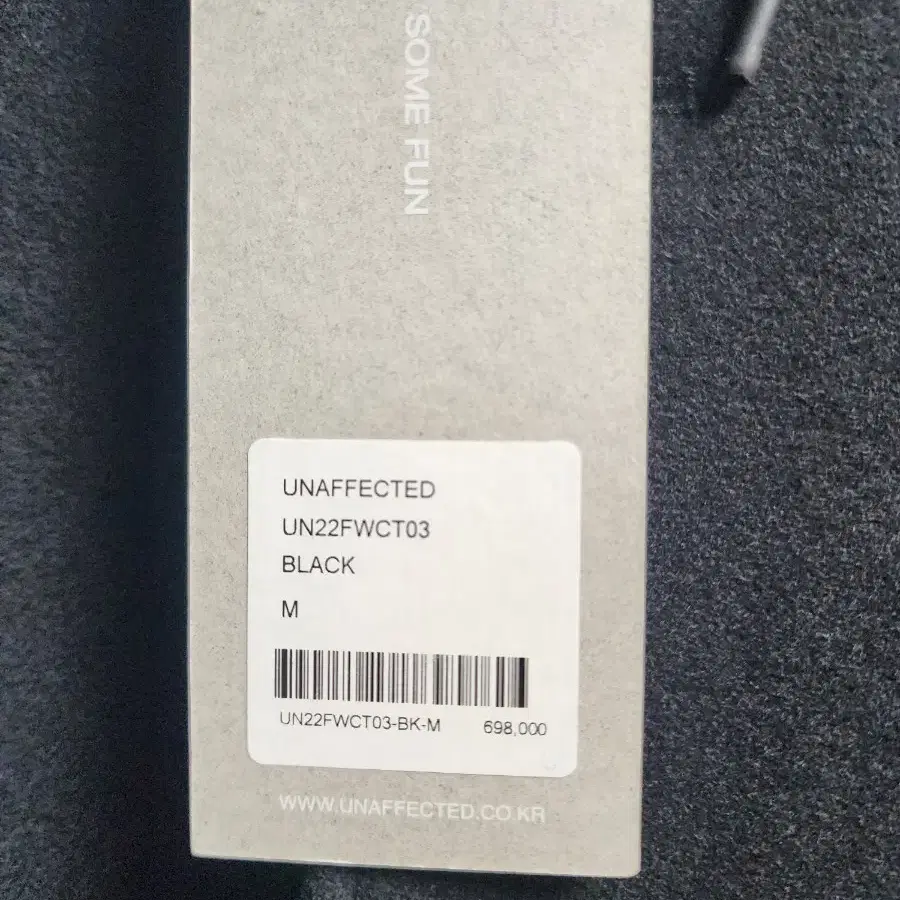 SOME FUN
UNAFFECTED
UN22FWCT03
BLACK
M
UN22FWCT03-BK-M 698,000
WWW.UNAFFECTED.CO.KR